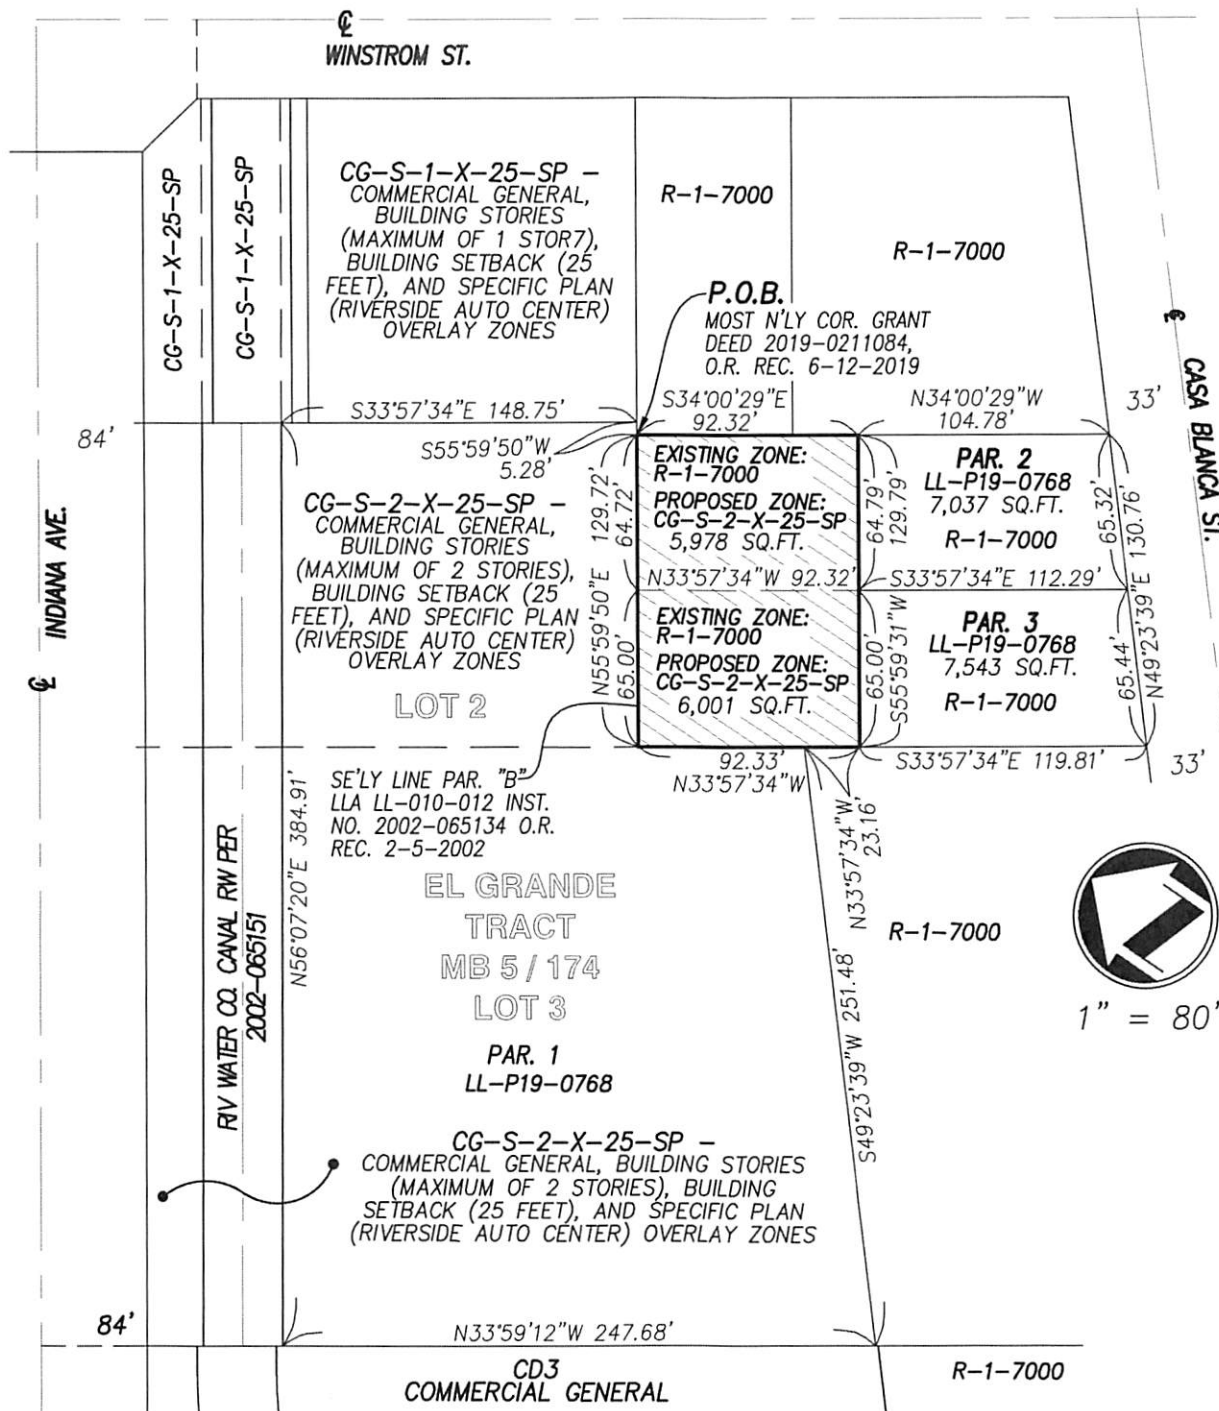 ℄
WINSTROM ST.
CG-S-1-X-25-SP
CG-S-1-X-25-SP
CG-S-1-X-25-SP -
COMMERCIAL GENERAL,
BUILDING STORIES
(MAXIMUM OF 1 STOR7),
BUILDING SETBACK (25
FEET), AND SPECIFIC PLAN
(RIVERSIDE AUTO CENTER)
OVERLAY ZONES
R-1-7000
R-1-7000
P.O.B.
MOST N'LY COR. GRANT
DEED 2019-0211084,
O.R. REC. 6-12-2019
℄
CASA BLANCA ST.
33'
84'
S33°57'34"E 148.75'
S34°00'29"E
92.32'
N34°00'29"W
104.78'
S55°59'50"W
5.28'
℄
INDIANA AVE.
CG-S-2-X-25-SP -
COMMERCIAL GENERAL,
BUILDING STORIES
(MAXIMUM OF 2 STORIES),
BUILDING SETBACK (25
FEET), AND SPECIFIC PLAN
(RIVERSIDE AUTO CENTER)
OVERLAY ZONES
LOT 2
N55°59'50"E 129.72'
64.72'
65.00'
EXISTING ZONE:
R-1-7000
PROPOSED ZONE:
CG-S-2-X-25-SP
5,978 SQ.FT.
N33°57'34"W 92.32'
EXISTING ZONE:
R-1-7000
PROPOSED ZONE:
CG-S-2-X-25-SP
6,001 SQ.FT.
64.79'
65.00'
S55°59'31"W 129.79'
PAR. 2
LL-P19-0768
7,037 SQ.FT.
R-1-7000
S33°57'34"E 112.29'
PAR. 3
LL-P19-0768
7,543 SQ.FT.
R-1-7000
65.32'
65.44'
N49°23'39"E 130.76'
92.33'
N33°57'34"W
S33°57'34"E 119.81'
33'
N33°57'34"W
23.16'
SE'LY LINE PAR. "B"
LLA LL-010-012 INST.
NO. 2002-065134 O.R.
REC. 2-5-2002
N56°07'20"E 384.91'
RIV WATER CO. CANAL RW PER
2002-065151
EL GRANDE
TRACT
MB 5 / 174
LOT 3
PAR. 1
LL-P19-0768
S49°23'39"W 251.48'
R-1-7000
1" = 80'
CG-S-2-X-25-SP -
COMMERCIAL GENERAL, BUILDING STORIES
(MAXIMUM OF 2 STORIES), BUILDING
SETBACK (25 FEET), AND SPECIFIC PLAN
(RIVERSIDE AUTO CENTER) OVERLAY ZONES
84'
N33°59'12"W 247.68'
CD3
COMMERCIAL GENERAL
R-1-7000